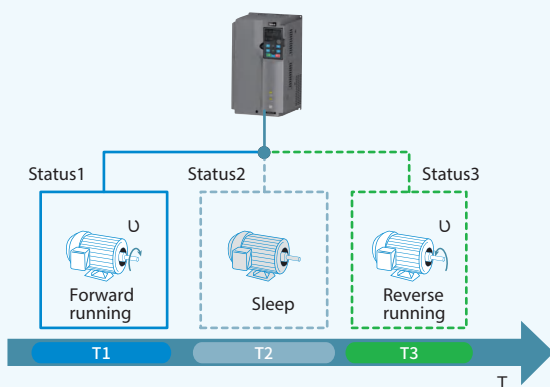 Status1
Status2
Status3
Forward
running
Sleep
Reverse
running
T1
T2
T3
T